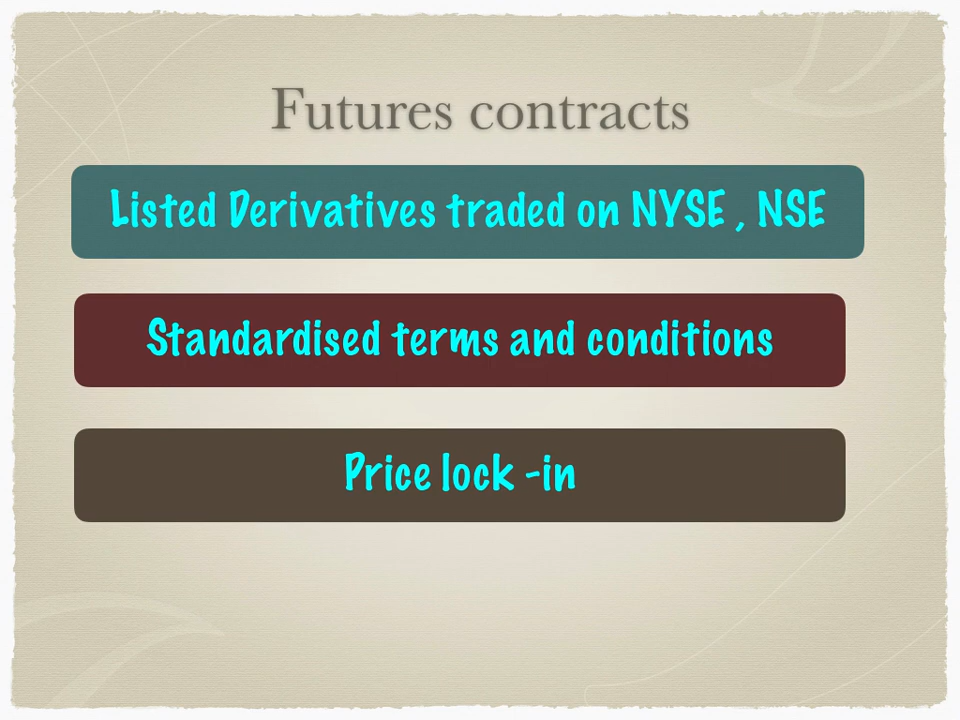 Futures contracts
Listed Derivatives traded on NYSE , NSE
Standardised terms and conditions
Price lock -in